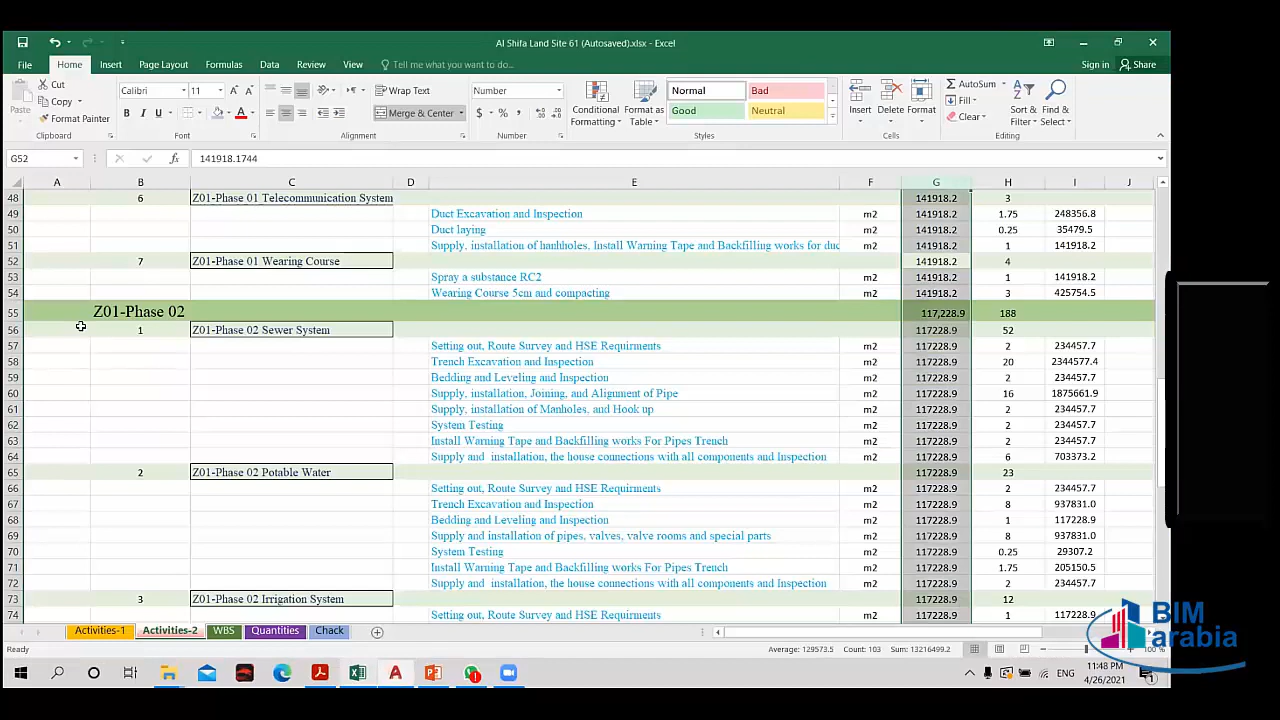 Al Shifa Land Site 61 (Autosaved).xlsx - Excel
File Home Insert Page Layout Formulas Data Review View Tell me what you want to do... Sign in Share
Paste Cut Copy Format Painter Clipboard
Calibri 11 B I U A Font
Wrap Text Merge & Center Alignment
Number $ % , Number
Conditional Formatting Format as Table Normal Bad Good Neutral Styles
Insert Delete Format Cells
AutoSum Fill Clear Sort & Filter Find & Select Editing
G52 fx 141918.1744
A B C D E F G H I J
48 6 Z01-Phase 01 Telecommunication System 141918.2 3
49 Duct Excavation and Inspection m2 141918.2 1.75 248356.8
50 Duct laying m2 141918.2 0.25 35479.5
51 Supply, installation of hanhholes, Install Warning Tape and Backfilling works for duc m2 141918.2 1 141918.2
52 7 Z01-Phase 01 Wearing Course 141918.2 4
53 Spray a substance RC2 m2 141918.2 1 141918.2
54 Wearing Course 5cm and compacting m2 141918.2 3 425754.5
55 Z01-Phase 02 117,228.9 188
56 1 Z01-Phase 02 Sewer System 117228.9 52
57 Setting out, Route Survey and HSE Requirments m2 117228.9 2 234457.7
58 Trench Excavation and Inspection m2 117228.9 20 2344577.4
59 Bedding and Leveling and Inspection m2 117228.9 2 234457.7
60 Supply, installation, Joining, and Alignment of Pipe m2 117228.9 16 1875661.9
61 Supply, installation of Manholes, and Hook up m2 117228.9 2 234457.7
62 System Testing m2 117228.9 2 234457.7
63 Install Warning Tape and Backfilling works For Pipes Trench m2 117228.9 2 234457.7
64 Supply and installation, the house connections with all components and Inspection m2 117228.9 6 703373.2
65 2 Z01-Phase 02 Potable Water 117228.9 23
66 Setting out, Route Survey and HSE Requirments m2 117228.9 2 234457.7
67 Trench Excavation and Inspection m2 117228.9 8 937831.0
68 Bedding and Leveling and Inspection m2 117228.9 1 117228.9
69 Supply and installation of pipes, valves, valve rooms and special parts m2 117228.9 8 937831.0
70 System Testing m2 117228.9 0.25 29307.2
71 Install Warning Tape and Backfilling works For Pipes Trench m2 117228.9 1.75 205150.5
72 Supply and installation, the house connections with all components and Inspection m2 117228.9 2 234457.7
73 3 Z01-Phase 02 Irrigation System 117228.9 12
74 Setting out, Route Survey and HSE Requirments m2 117228.9 1 117228.9
Activities-1 Activities-2 WBS Quantities Chack
Ready Average: 129573.5 Count: 103 Sum: 13216499.2 100 %
ENG 11:48 PM
4/26/2021
BIM
arabia